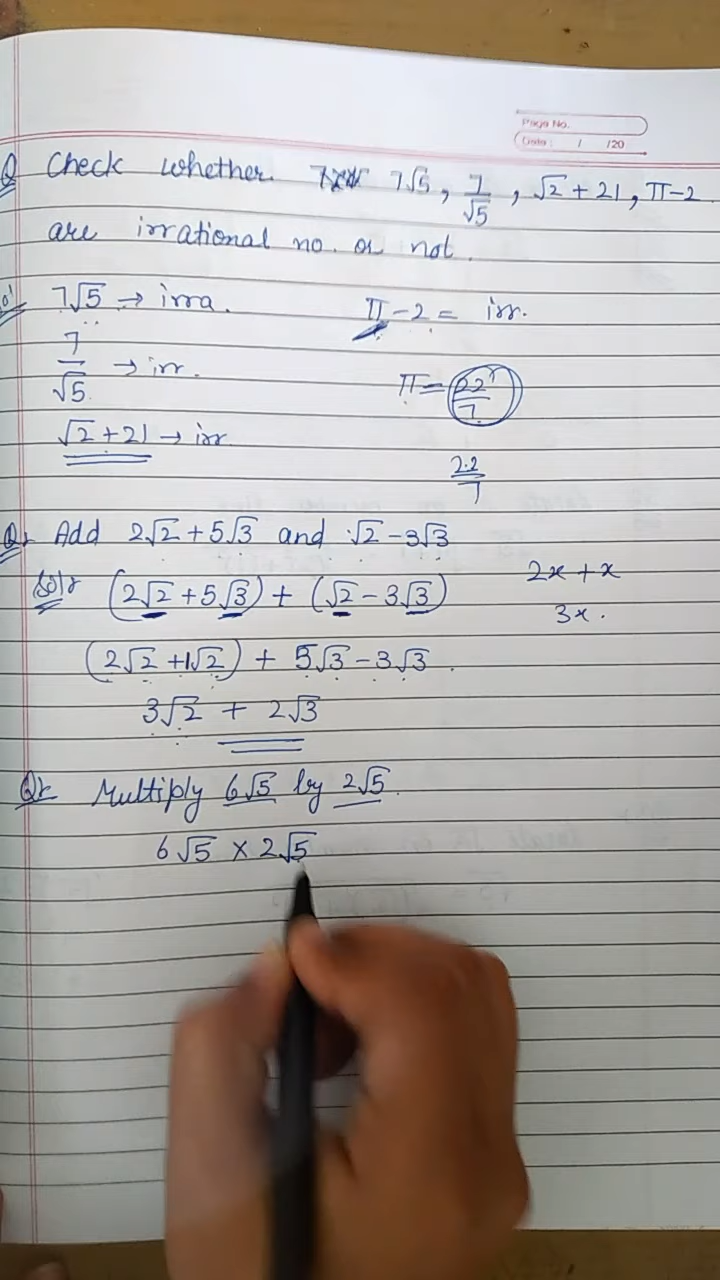 Page No.
Date : / /20
Q Check whether 7√5, 7/√5, √2 + 21, π-2
are irrational no. or not.
7√5 → irra.
π-2 = irr.
7/√5 → irr.
π = 22/7
√2 + 21 → irr
2.2/7
Q. Add 2√2 + 5√3 and √2 - 3√3
Sol: (2√2 + 5√3) + (√2 - 3√3)
2x + x
3x.
(2√2 + 1√2) + 5√3 - 3√3.
3√2 + 2√3
Q: Multiply 6√5 by 2√5.
6√5 × 2√5